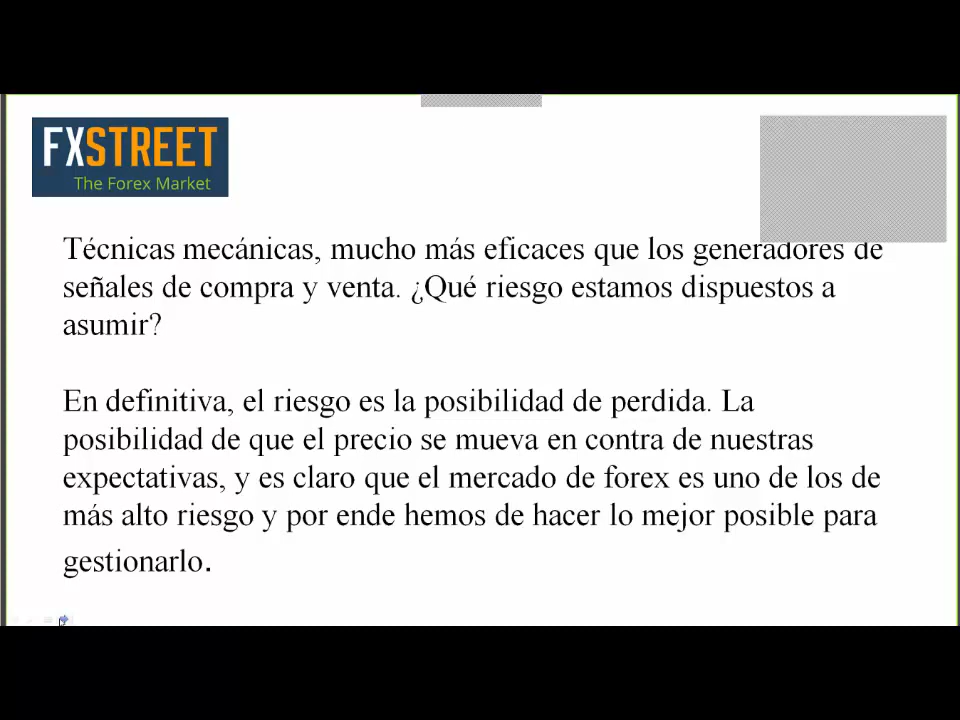 FXSTREET
The Forex Market
Técnicas mecánicas, mucho más eficaces que los generadores de
señales de compra y venta. ¿Qué riesgo estamos dispuestos a
asumir?
En definitiva, el riesgo es la posibilidad de perdida. La
posibilidad de que el precio se mueva en contra de nuestras
expectativas, y es claro que el mercado de forex es uno de los de
más alto riesgo y por ende hemos de hacer lo mejor posible para
gestionarlo.